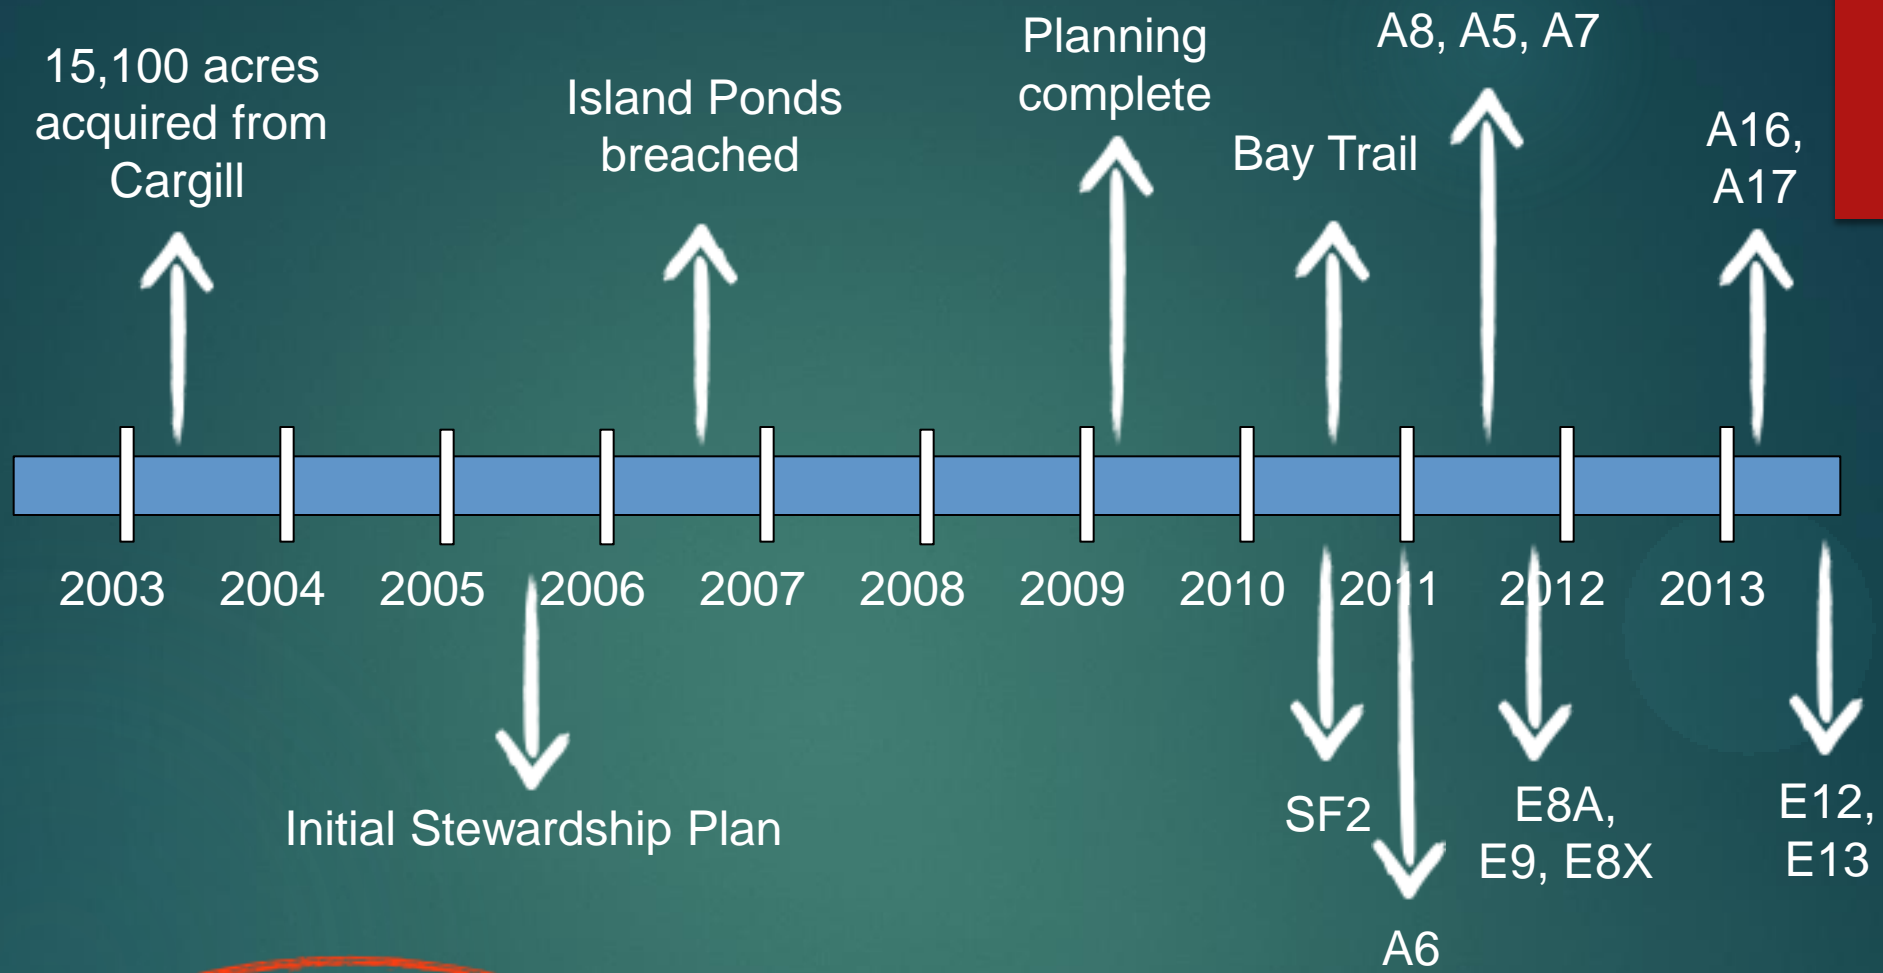 15,100 acres
acquired from
Cargill
Island Ponds
breached
Planning
complete
Bay Trail
A8, A5, A7
A16,
A17
2003 2004 2005 2006 2007 2008 2009 2010 2011 2012 2013
Initial Stewardship Plan
SF2
A6
E8A,
E9, E8X
E12,
E13